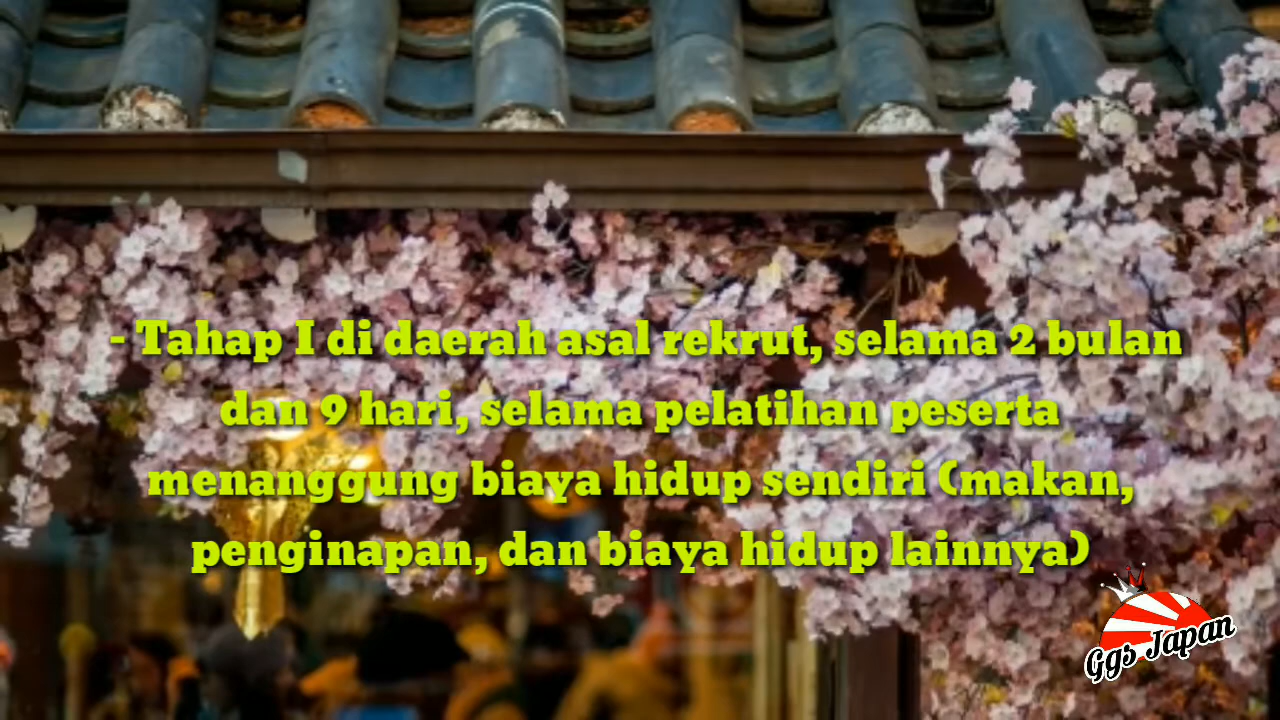 - Tahap I di daerah asal rekrut, selama 2 bulan
dan 9 hari, selama pelatihan peserta
menanggung biaya hidup sendiri (makan,
penginapan, dan biaya hidup lainnya)
Ggs Japan